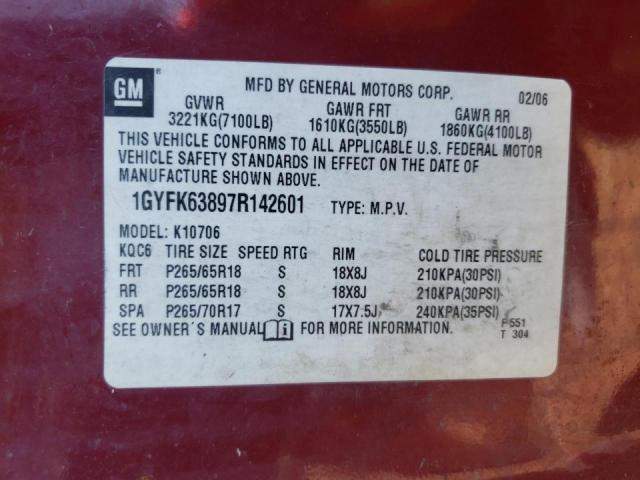 GM
MFD BY GENERAL MOTORS CORP. 02/06
GVWR GAWR FRT GAWR RR
3221KG(7100LB) 1610KG(3550LB) 1860KG(4100LB)
THIS VEHICLE CONFORMS TO ALL APPLICABLE U.S. FEDERAL MOTOR
VEHICLE SAFETY STANDARDS IN EFFECT ON THE DATE OF
MANUFACTURE SHOWN ABOVE.
1GYFK63897R142601 TYPE: M.P.V.
MODEL: K10706
KQC6 TIRE SIZE SPEED RTG RIM COLD TIRE PRESSURE
FRT P265/65R18 S 18X8J 210KPA(30PSI)
RR P265/65R18 S 18X8J 210KPA(30PSI)
SPA P265/70R17 S 17X7.5J 240KPA(35PSI)
SEE OWNER'S MANUAL i FOR MORE INFORMATION.
F 551
T 304